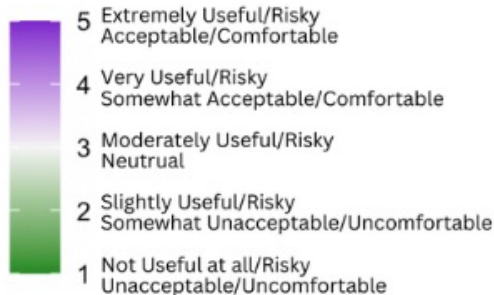 5 Extremely Useful/Risky
Acceptable/Comfortable
4 Very Useful/Risky
Somewhat Acceptable/Comfortable
3 Moderately Useful/Risky
Neutrual
2 Slightly Useful/Risky
Somewhat Unacceptable/Uncomfortable
1 Not Useful at all/Risky
Unacceptable/Uncomfortable